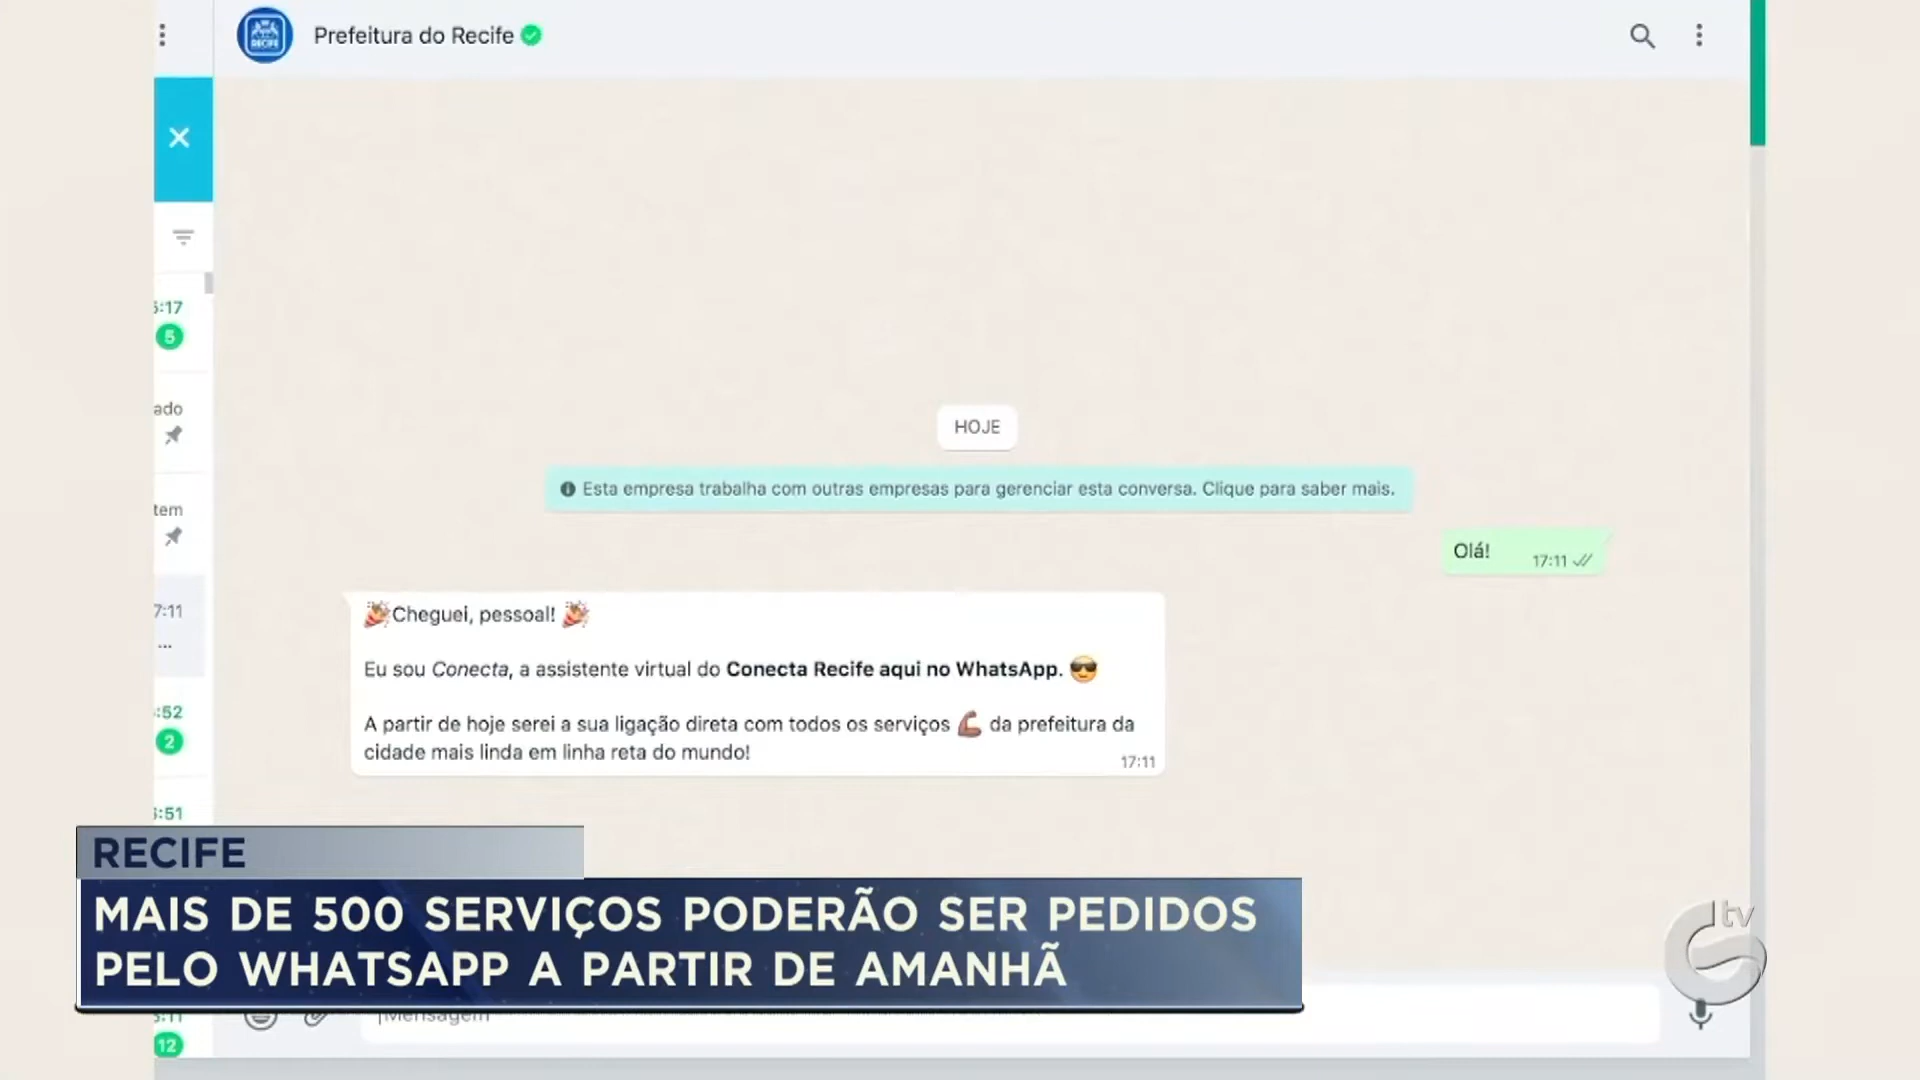 Prefeitura do Recife
RECIFE
5:17
5
ado
HOJE
Esta empresa trabalha com outras empresas para gerenciar esta conversa. Clique para saber mais.
tem
Olá!
17:11
7:11
...
🎉Cheguei, pessoal! 🎉
Eu sou Conecta, a assistente virtual do Conecta Recife aqui no WhatsApp. 😎
A partir de hoje serei a sua ligação direta com todos os serviços 💪🏾 da prefeitura da
cidade mais linda em linha reta do mundo!
17:11
:52
2
5:51
RECIFE
MAIS DE 500 SERVIÇOS PODERÃO SER PEDIDOS
PELO WHATSAPP A PARTIR DE AMANHÃ
tv
Mensagem
12